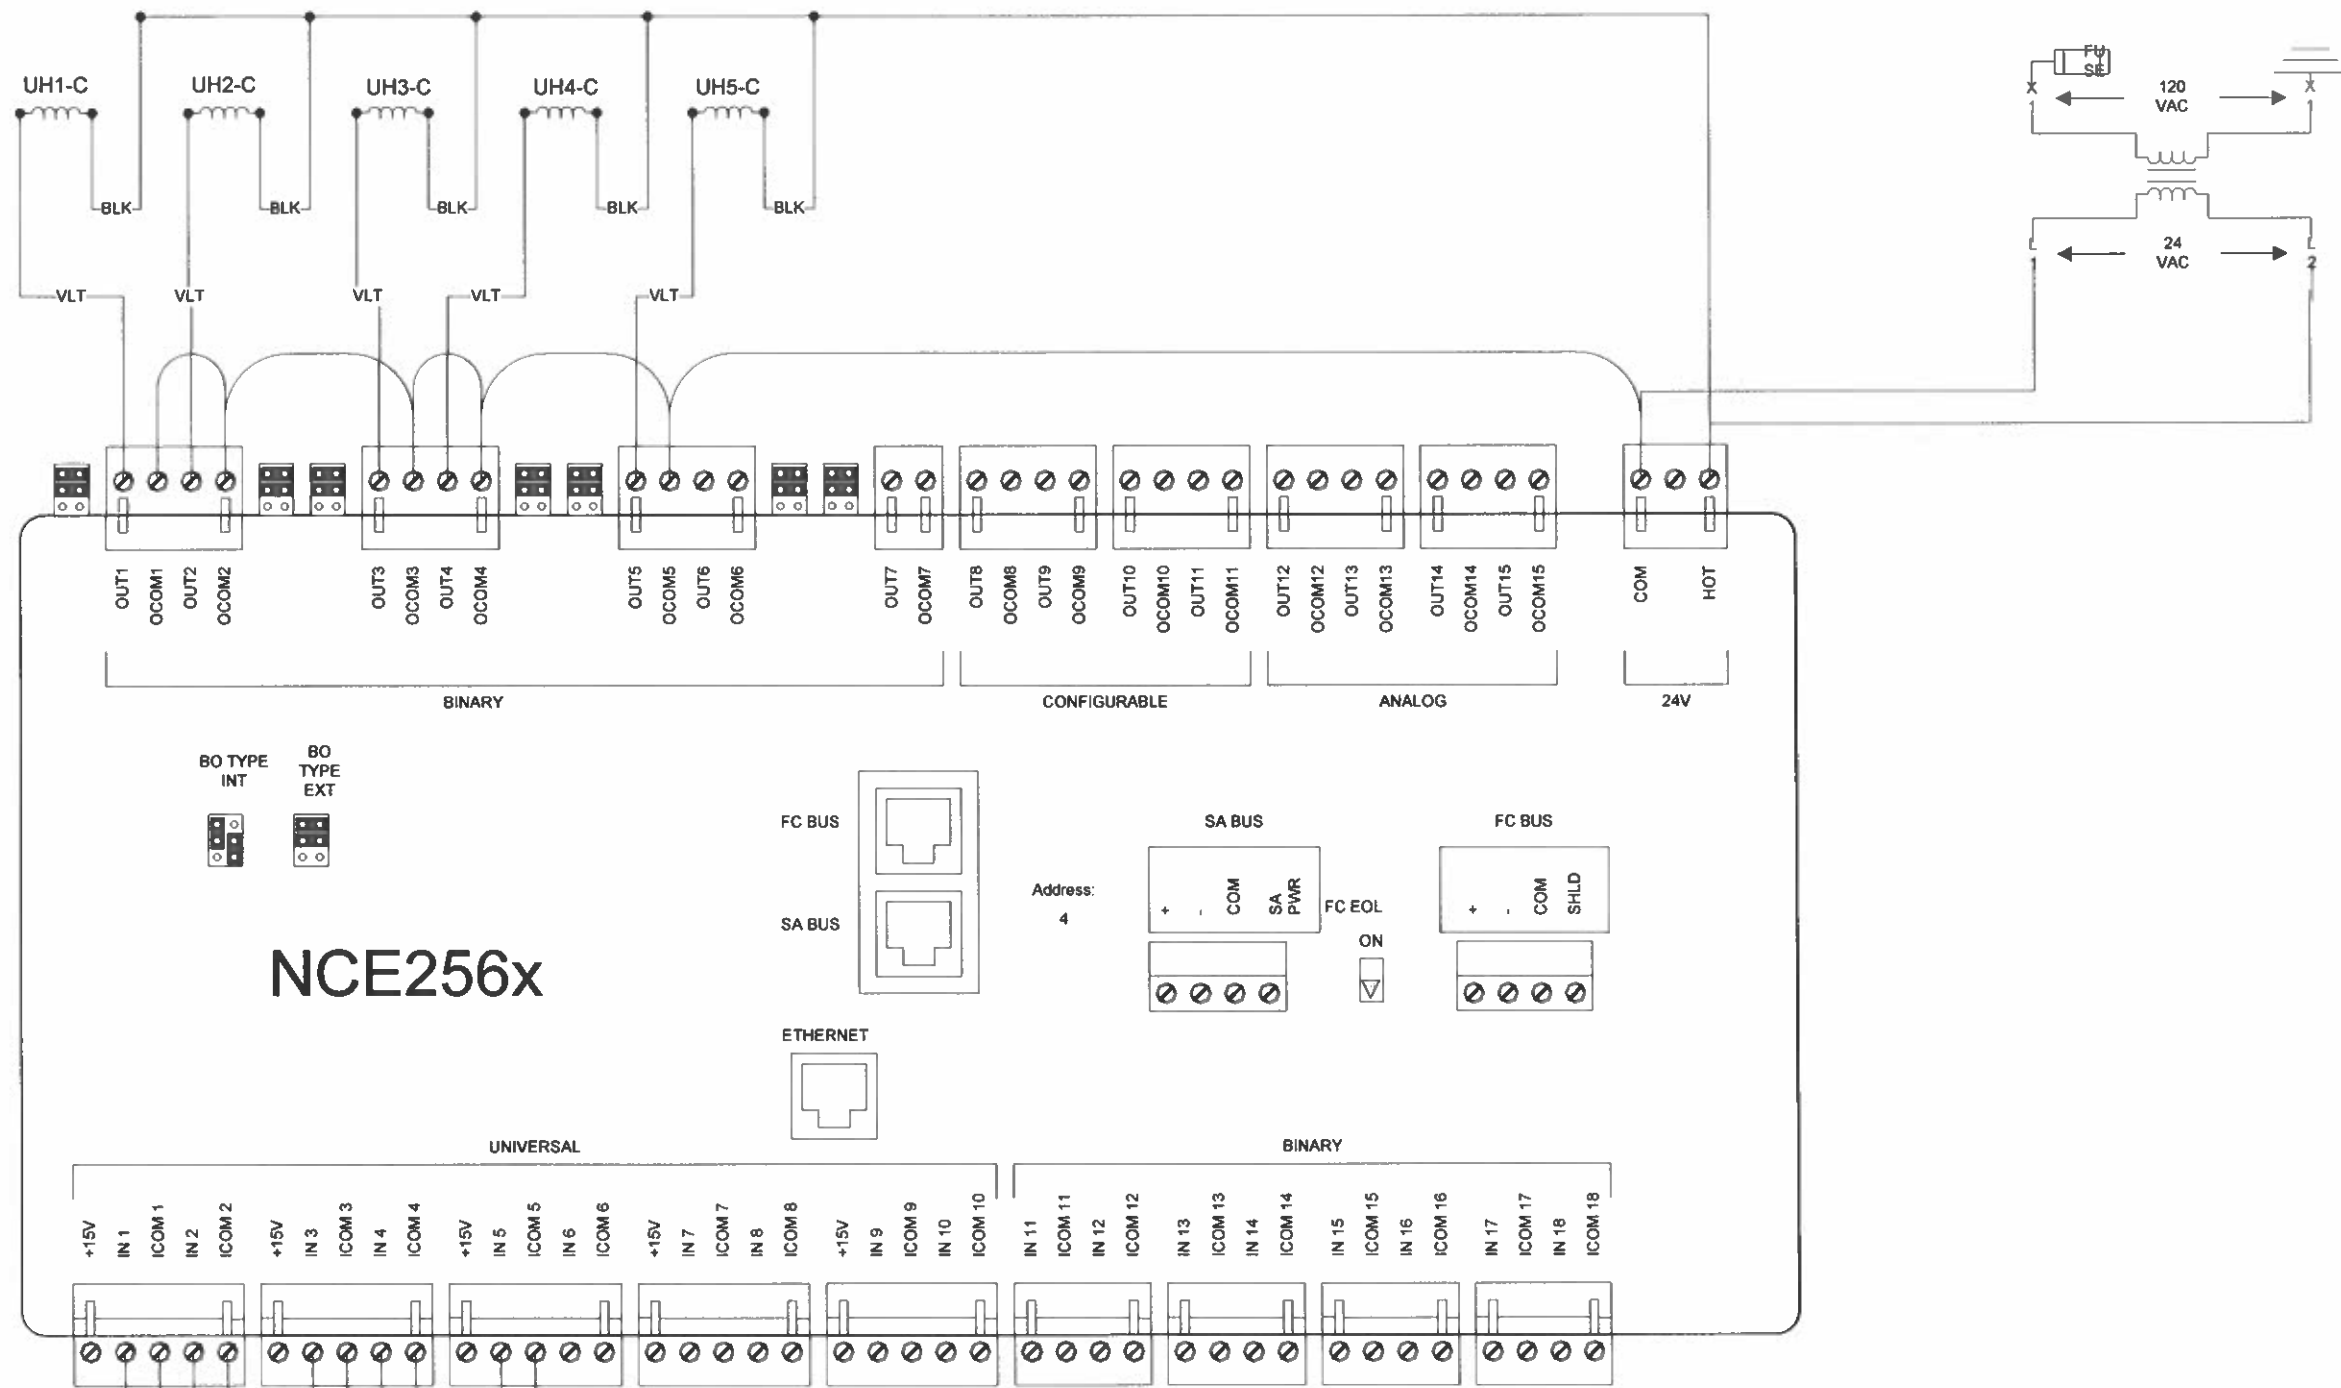 UH1-C
UH2-C
UH3-C
UH4-C
UH5-C
FU
SE
X
1
120
VAC
X
1
BLK
BLK
BLK
BLK
BLK
L
1
24
VAC
L
2
VLT
VLT
VLT
VLT
VLT
OUT1
OCOM1
OUT2
OCOM2
OUT3
OCOM3
OUT4
OCOM4
OUT5
OCOM5
OUT6
OCOM6
OUT7
OCOM7
OUT8
OCOM8
OUT9
OCOM9
OUT10
OCOM10
OUT11
OCOM11
OUT12
OCOM12
OUT13
OCOM13
OUT14
OCOM14
OUT15
OCOM15
COM
HOT
BINARY
CONFIGURABLE
ANALOG
24V
BO TYPE
INT
BO
TYPE
EXT
FC BUS
SA BUS
Address:
4
SA BUS
+
-
COM
SA
PWR
FC EOL
ON
FC BUS
+
-
COM
SHLD
NCE256x
ETHERNET
UNIVERSAL
BINARY
+15V
IN 1
ICOM 1
IN 2
ICOM 2
+15V
IN 3
ICOM 3
IN 4
ICOM 4
+15V
IN 5
ICOM 5
IN 6
ICOM 6
+15V
IN 7
ICOM 7
IN 8
ICOM 8
+15V
IN 9
ICOM 9
IN 10
ICOM 10
IN 11
ICOM 11
IN 12
ICOM 12
IN 13
ICOM 13
IN 14
ICOM 14
IN 15
ICOM 15
IN 16
ICOM 16
IN 17
ICOM 17
IN 18
ICOM 18